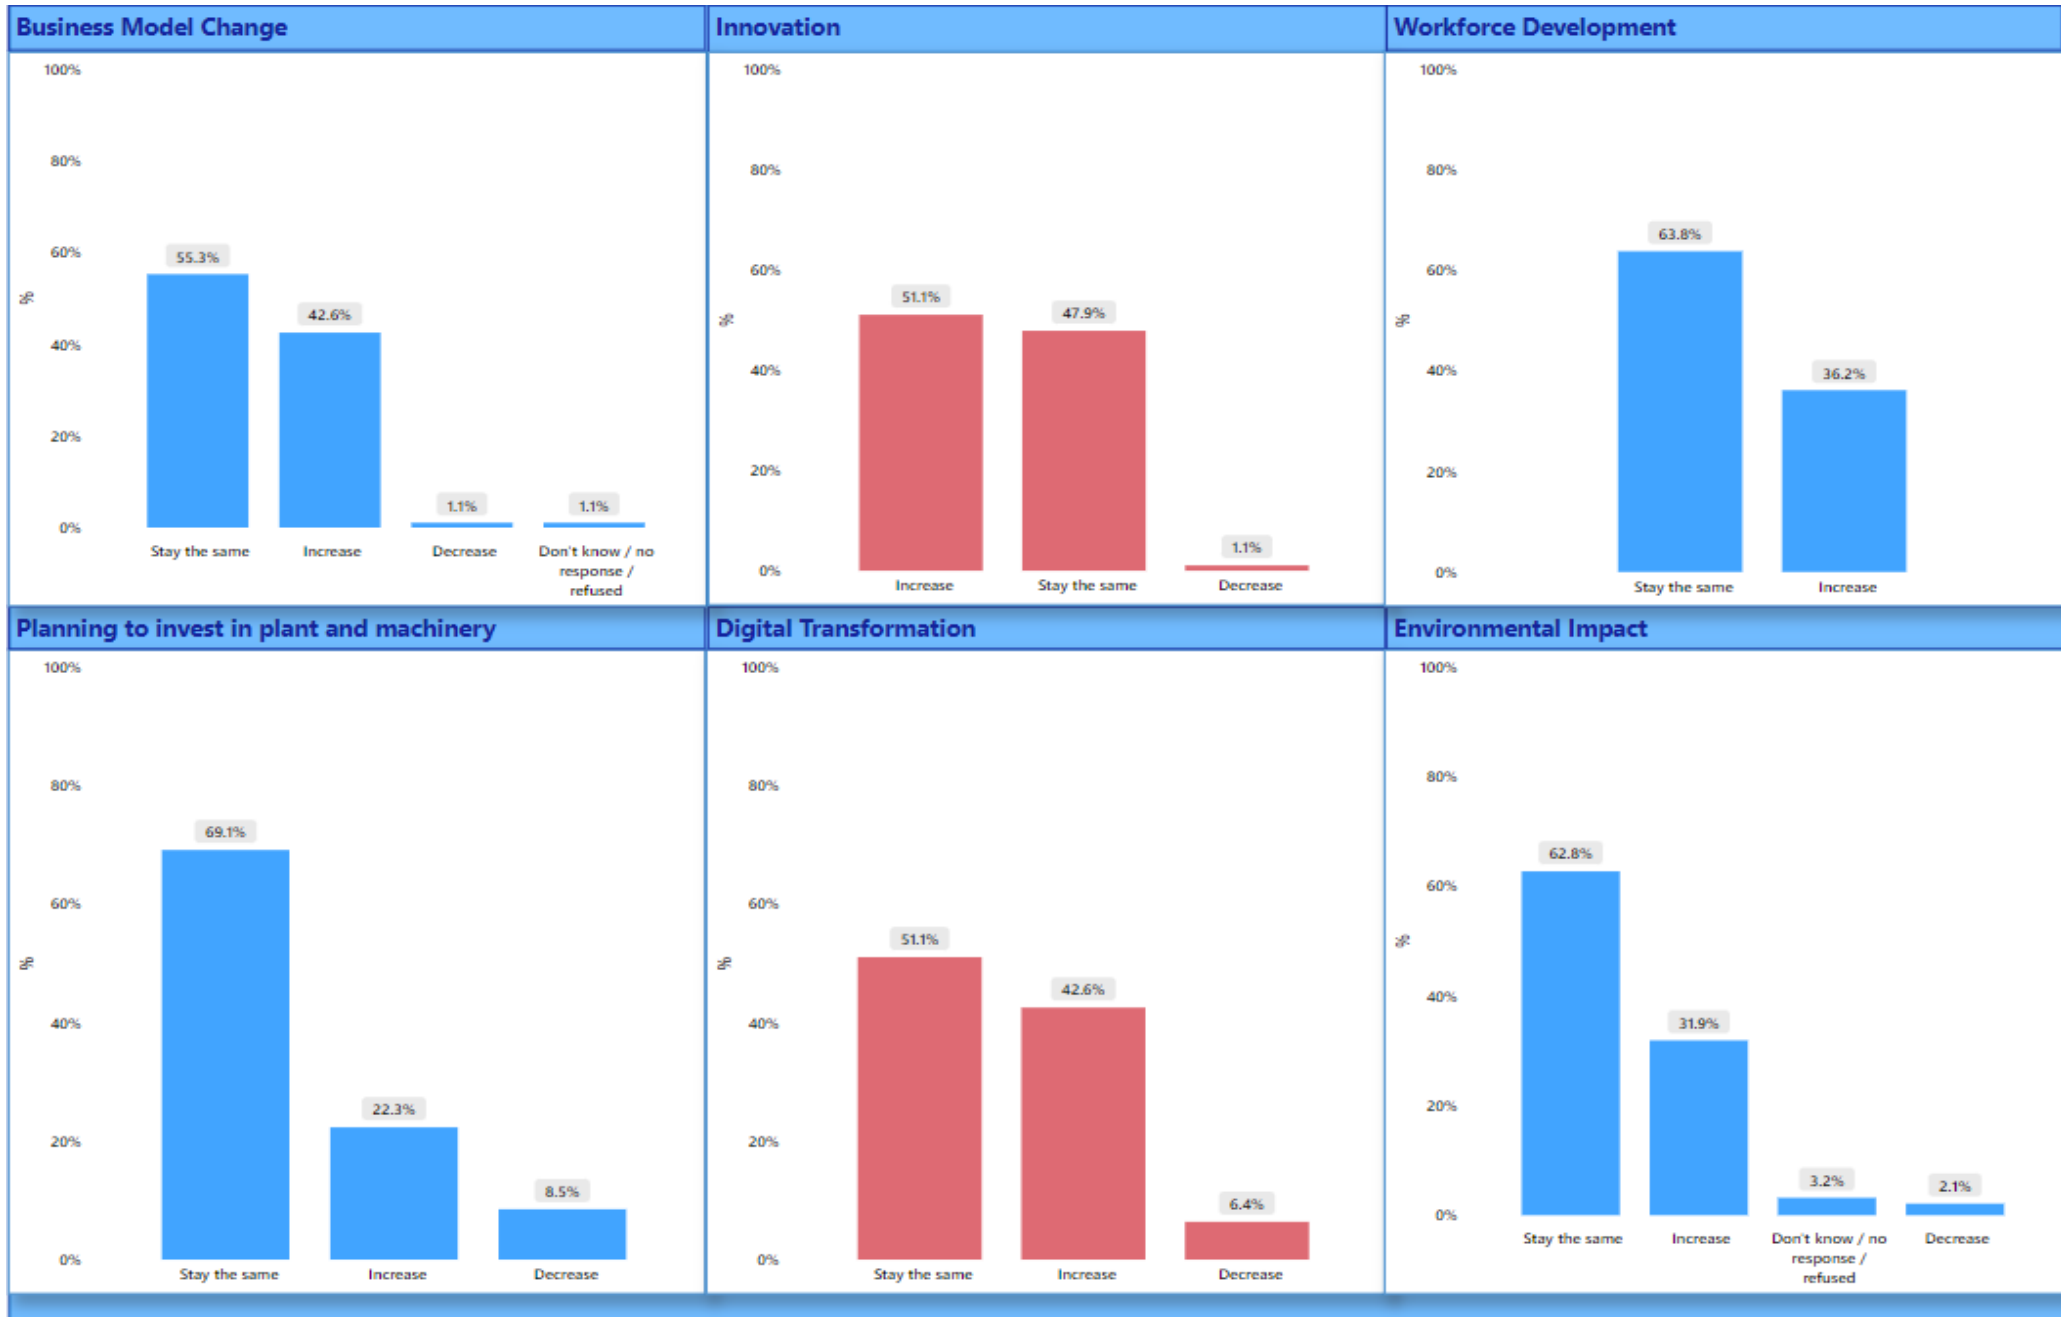 Business Model Change
100%
80%
60%
40%
20%
0%
%
55.3%
42.6%
1.1%
1.1%
Stay the same
Increase
Decrease
Don't know / no
response /
refused
Innovation
100%
80%
60%
40%
20%
0%
%
51.1%
47.9%
1.1%
Increase
Stay the same
Decrease
Workforce Development
100%
80%
60%
40%
20%
0%
%
63.8%
36.2%
Stay the same
Increase
Planning to invest in plant and machinery
100%
80%
60%
40%
20%
0%
%
69.1%
22.3%
8.5%
Stay the same
Increase
Decrease
Digital Transformation
100%
80%
60%
40%
20%
0%
%
51.1%
42.6%
6.4%
Stay the same
Increase
Decrease
Environmental Impact
100%
80%
60%
40%
20%
0%
%
62.8%
31.9%
3.2%
2.1%
Stay the same
Increase
Don't know / no
response /
refused
Decrease